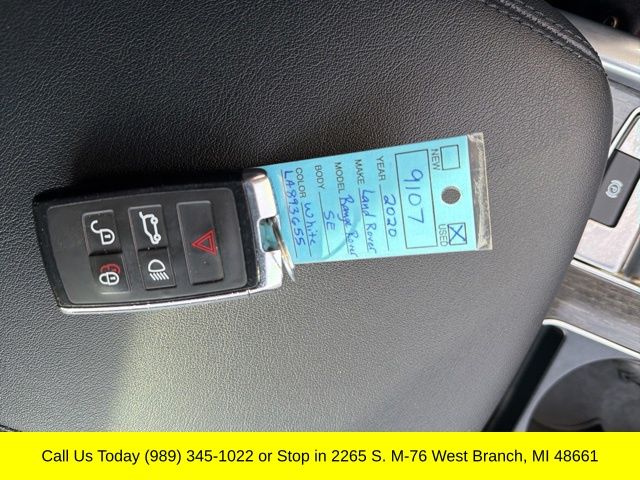 NEW
USED
9107
YEAR 2020
MAKE Land Rover
MODEL Range Rover
BODY SE
COLOR White
LA893655
Call Us Today (989) 345-1022 or Stop in 2265 S. M-76 West Branch, MI 48661